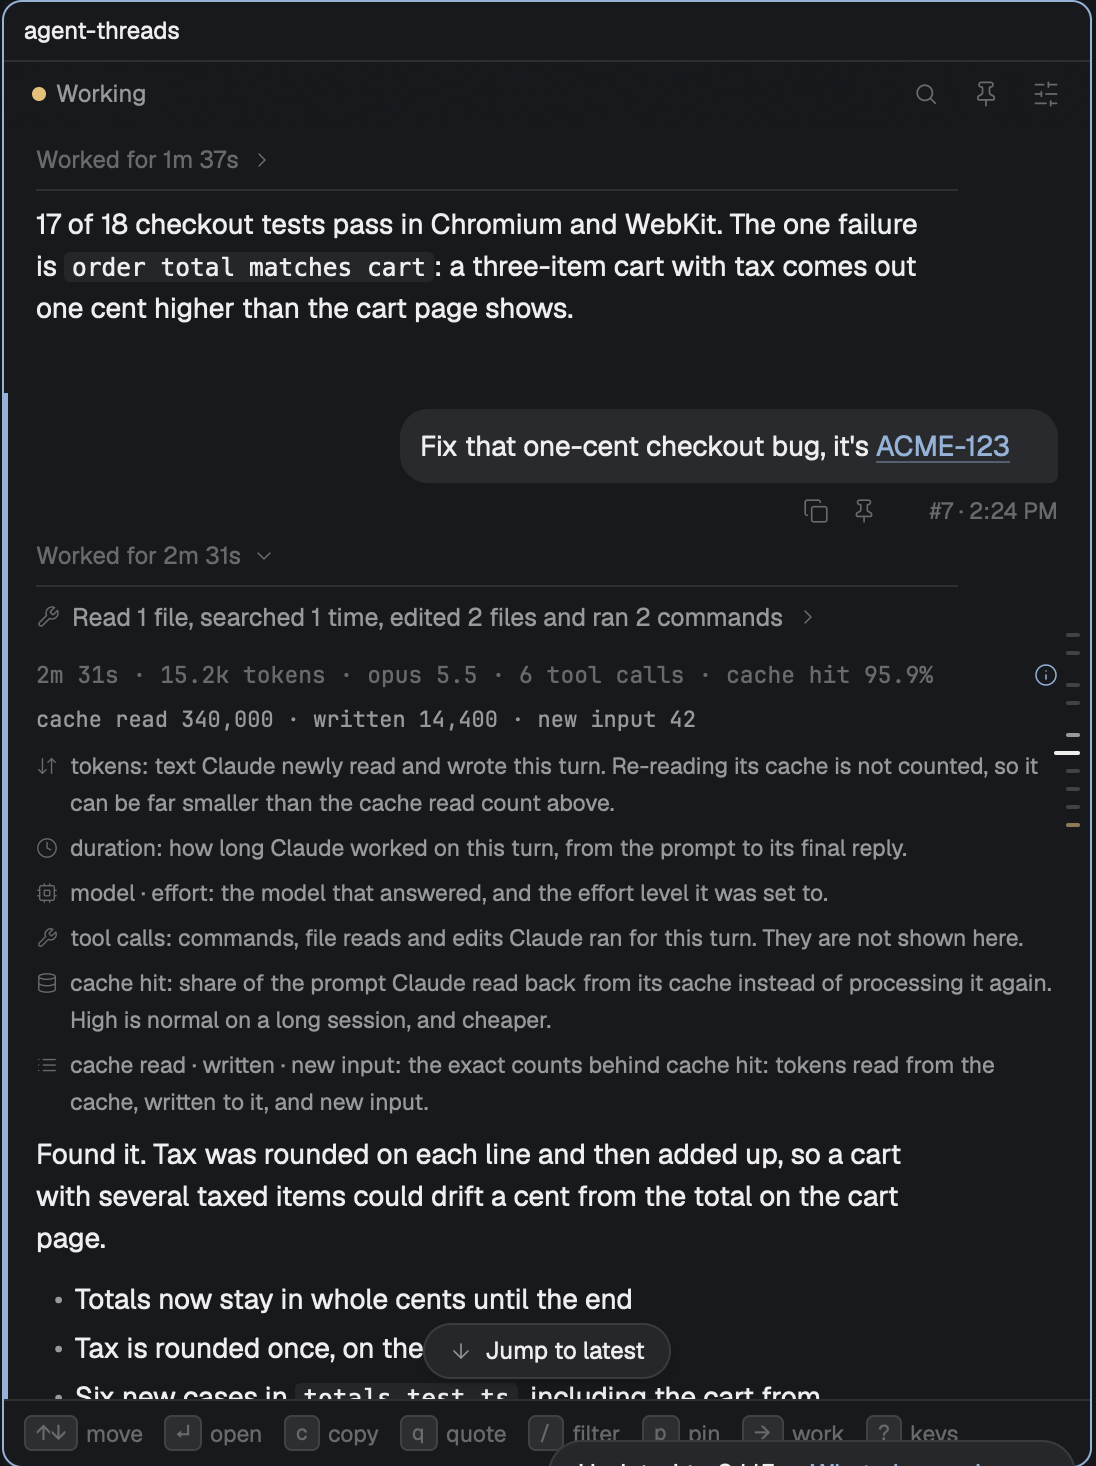 agent-threads
Working
Worked for 1m 37s
17 of 18 checkout tests pass in Chromium and WebKit. The one failure
is order total matches cart: a three-item cart with tax comes out
one cent higher than the cart page shows.
Fix that one-cent checkout bug, it's ACME-123
#7 · 2:24 PM
Worked for 2m 31s
Read 1 file, searched 1 time, edited 2 files and ran 2 commands
2m 31s · 15.2k tokens · opus 5.5 · 6 tool calls · cache hit 95.9%
cache read 340,000 · written 14,400 · new input 42
tokens: text Claude newly read and wrote this turn. Re-reading its cache is not counted, so it
can be far smaller than the cache read count above.
duration: how long Claude worked on this turn, from the prompt to its final reply.
model · effort: the model that answered, and the effort level it was set to.
tool calls: commands, file reads and edits Claude ran for this turn. They are not shown here.
cache hit: share of the prompt Claude read back from its cache instead of processing it again.
High is normal on a long session, and cheaper.
cache read · written · new input: the exact counts behind cache hit: tokens read from the
cache, written to it, and new input.
Found it. Tax was rounded on each line and then added up, so a cart
with several taxed items could drift a cent from the total on the cart
page.
• Totals now stay in whole cents until the end
• Tax is rounded once, on the
Jump to latest
• Six new cases in totals.test.ts, including the cart from
↑↓ move ↵ open c copy q quote / filter p pin → work ? keys